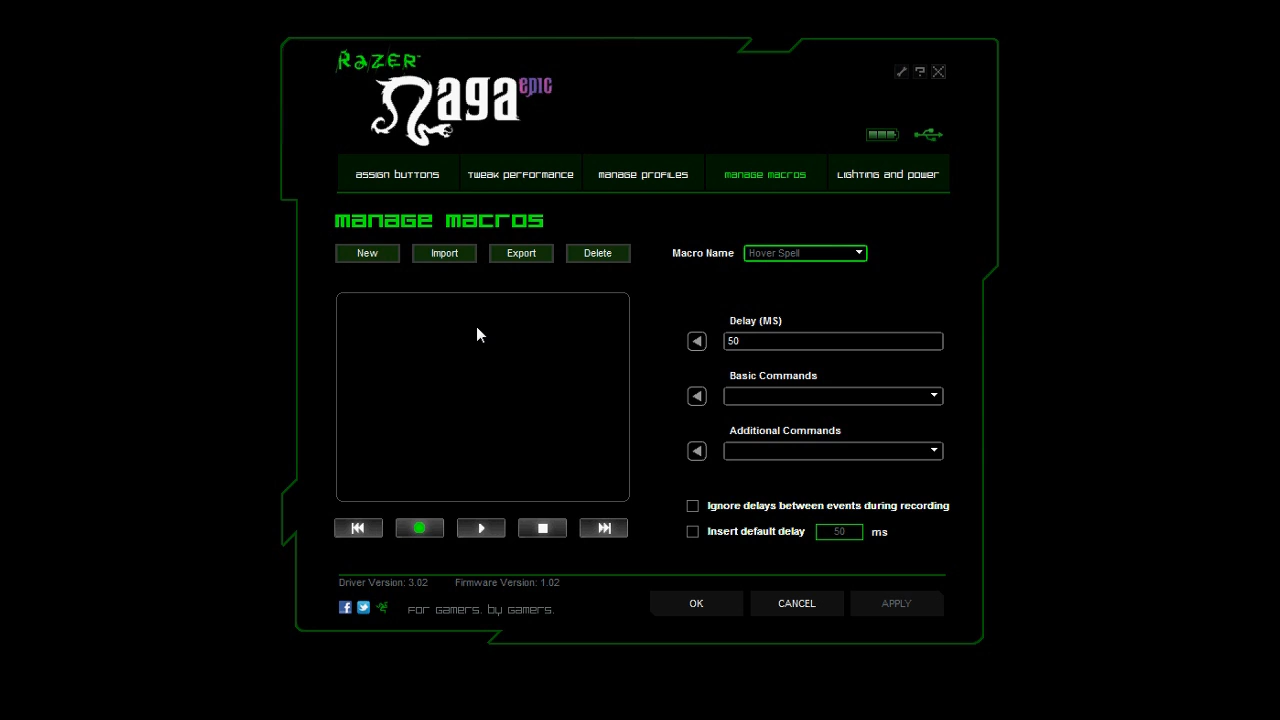 RAZER
Naga epic
assign buttons tweak performance manage profiles manage macros Lighting and power
manage macros
New Import Export Delete Macro Name Hover Spell
Delay (MS)
50
Basic Commands
Additional Commands
Ignore delays between events during recording
Insert default delay 50 ms
Driver Version: 3.02 Firmware Version: 1.02
For gamers. by gamers.
OK CANCEL APPLY